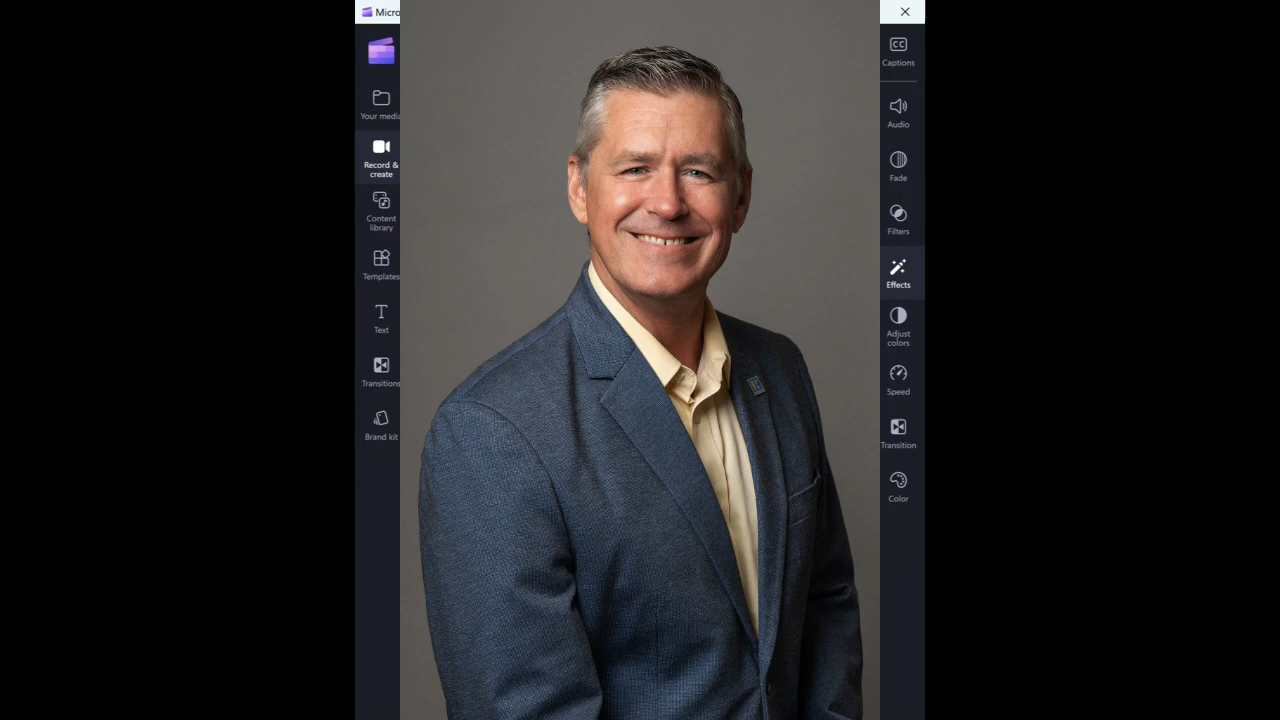 Micro
Your media
Record &
create
Content
library
Templates
Text
Transitions
Brand kit
CC
Captions
Audio
Fade
Filters
Effects
Adjust
colors
Speed
Transition
Color